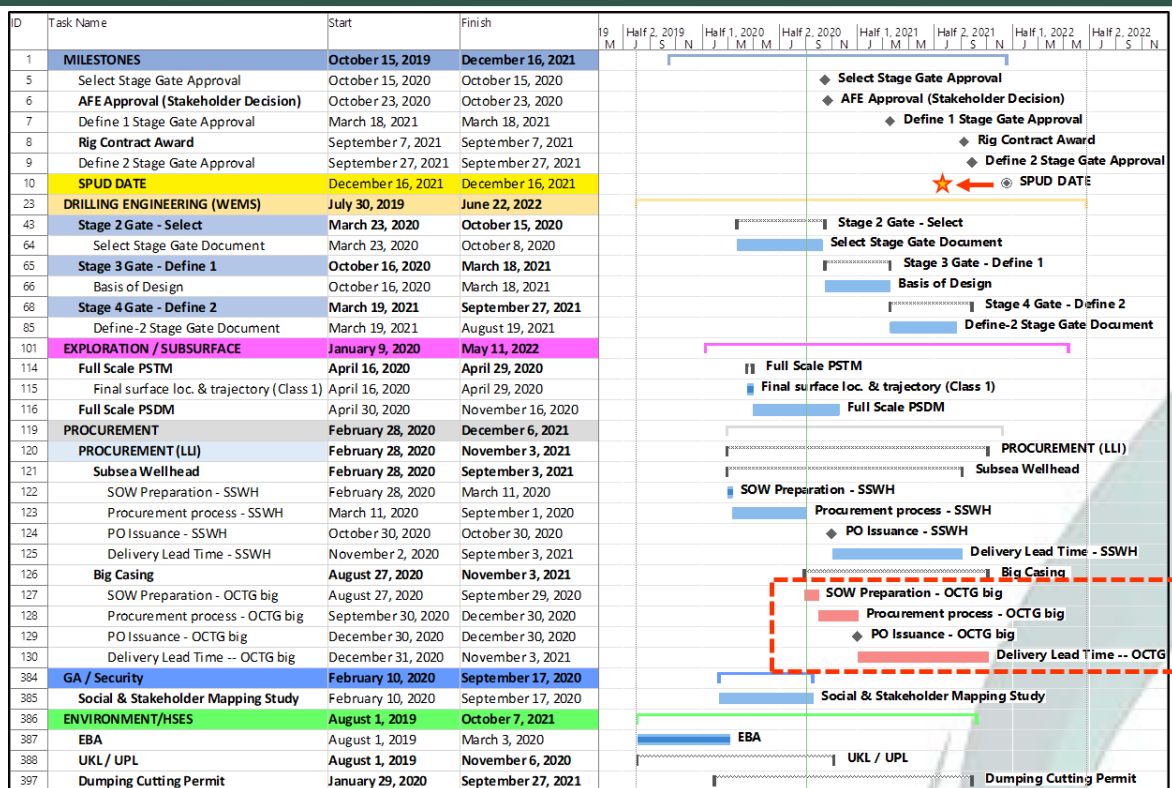 ID Task Name Start Finish
19 Half 2, 2019 Half 1, 2020 Half 2, 2020 Half 1, 2021 Half 2, 2021 Half 1, 2022 Half 2, 2022
M J S N J M M J S N J M M J S N J M M J S N
1 MILESTONES October 15, 2019 December 16, 2021
5 Select Stage Gate Approval October 15, 2020 October 15, 2020 Select Stage Gate Approval
6 AFE Approval (Stakeholder Decision) October 23, 2020 October 23, 2020 AFE Approval (Stakeholder Decision)
7 Define 1 Stage Gate Approval March 18, 2021 March 18, 2021 Define 1 Stage Gate Approval
8 Rig Contract Award September 7, 2021 September 7, 2021 Rig Contract Award
9 Define 2 Stage Gate Approval September 27, 2021 September 27, 2021 Define 2 Stage Gate Approval
10 SPUD DATE December 16, 2021 December 16, 2021 SPUD DATE
23 DRILLING ENGINEERING (WEMS) July 30, 2019 June 22, 2022
43 Stage 2 Gate - Select March 23, 2020 October 15, 2020 Stage 2 Gate - Select
64 Select Stage Gate Document March 23, 2020 October 8, 2020 Select Stage Gate Document
65 Stage 3 Gate - Define 1 October 16, 2020 March 18, 2021 Stage 3 Gate - Define 1
66 Basis of Design October 16, 2020 March 18, 2021 Basis of Design
68 Stage 4 Gate - Define 2 March 19, 2021 September 27, 2021 Stage 4 Gate - Define 2
85 Define-2 Stage Gate Document March 19, 2021 August 19, 2021 Define-2 Stage Gate Document
101 EXPLORATION / SUBSURFACE January 9, 2020 May 11, 2022
114 Full Scale PSTM April 16, 2020 April 29, 2020 Full Scale PSTM
115 Final surface loc. & trajectory (Class 1) April 16, 2020 April 29, 2020 Final surface loc. & trajectory (Class 1)
116 Full Scale PSDM April 30, 2020 November 16, 2020 Full Scale PSDM
119 PROCUREMENT February 28, 2020 December 6, 2021
120 PROCUREMENT (LLI) February 28, 2020 November 3, 2021 PROCUREMENT (LLI)
121 Subsea Wellhead February 28, 2020 September 3, 2021 Subsea Wellhead
122 SOW Preparation - SSWH February 28, 2020 March 11, 2020 SOW Preparation - SSWH
123 Procurement process - SSWH March 11, 2020 September 1, 2020 Procurement process - SSWH
124 PO Issuance - SSWH October 30, 2020 October 30, 2020 PO Issuance - SSWH
125 Delivery Lead Time - SSWH November 2, 2020 September 3, 2021 Delivery Lead Time - SSWH
126 Big Casing August 27, 2020 November 3, 2021 Big Casing
127 SOW Preparation - OCTG big August 27, 2020 September 29, 2020 SOW Preparation - OCTG big
128 Procurement process - OCTG big September 30, 2020 December 30, 2020 Procurement process - OCTG big
129 PO Issuance - OCTG big December 30, 2020 December 30, 2020 PO Issuance - OCTG big
130 Delivery Lead Time -- OCTG big December 31, 2020 November 3, 2021 Delivery Lead Time -- OCTG
384 GA / Security February 10, 2020 September 17, 2020
385 Social & Stakeholder Mapping Study February 10, 2020 September 17, 2020 Social & Stakeholder Mapping Study
386 ENVIRONMENT/HSES August 1, 2019 October 7, 2021
387 EBA August 1, 2019 March 3, 2020 EBA
388 UKL / UPL August 1, 2019 November 6, 2020 UKL / UPL
397 Dumping Cutting Permit January 29, 2020 September 27, 2021 Dumping Cutting Permit